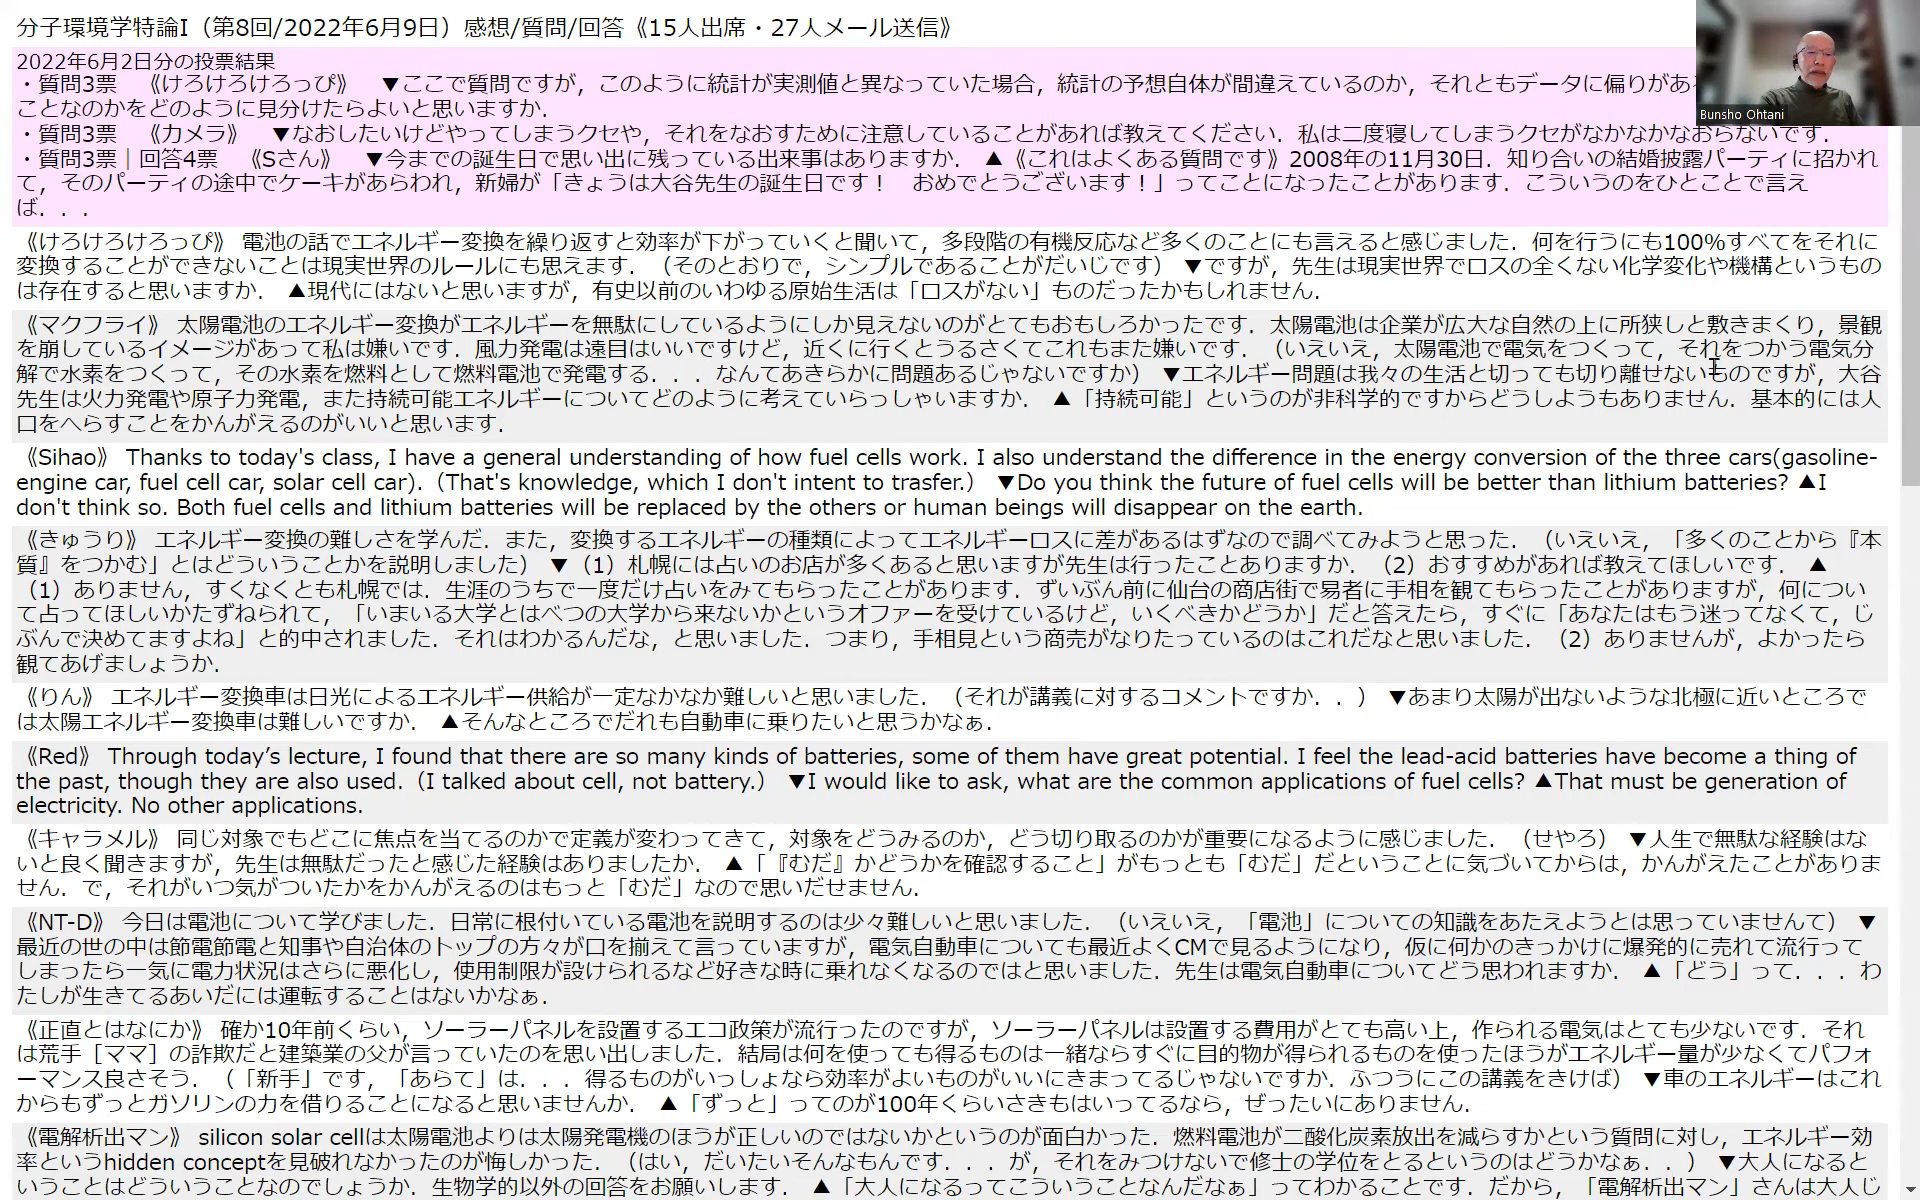 分子環境学特論I（第8回/2022年6月9日）感想/質問/回答《15人出席・27人メール送信》
Bunsho Ohtani
2022年6月2日分の投票結果
・質問3票　《けろけろけろっぴ》　▼ここで質問ですが，このように統計が実測値と異なっていた場合，統計の予想自体が間違えているのか，それともデータに偏りがあ
ことなのかをどのように見分けたらよいと思いますか．
・質問3票　《カメラ》　▼なおしたいけどやってしまうクセや，それをなおすために注意していることがあれば教えてください．私は二度寝してしまうクセがなかなかなおらないです．
・質問3票｜回答4票　《Sさん》　▼今までの誕生日で思い出に残っている出来事はありますか．　▲《これはよくある質問です》2008年の11月30日．知り合いの結婚披露パーティに招かれ
て，そのパーティの途中でケーキがあらわれ，新婦が「きょうは大谷先生の誕生日です！　おめでとうございます！」ってことになったことがあります．こういうのをひとことで言え
ば．．．
《けろけろけろっぴ》 電池の話でエネルギー変換を繰り返すと効率が下がっていくと聞いて，多段階の有機反応など多くのことにも言えると感じました．何を行うにも100%すべてをそれに
変換することができないことは現実世界のルールにも思えます．（そのとおりで，シンプルであることがだいじです） ▼ですが，先生は現実世界でロスの全くない化学変化や機構というもの
は存在すると思いますか．　▲現代にはないと思いますが，有史以前のいわゆる原始生活は「ロスがない」ものだったかもしれません．
《マクフライ》 太陽電池のエネルギー変換がエネルギーを無駄にしているようにしか見えないのがとてもおもしろかったです．太陽電池は企業が広大な自然の上に所狭しと敷きまくり，景観
を崩しているイメージがあって私は嫌いです．風力発電は遠目はいいですけど，近くに行くとうるさくてこれもまた嫌いです．（いえいえ，太陽電池で電気をつくって，それをつかう電気分
解で水素をつくって，その水素を燃料として燃料電池で発電する．．．なんてあきらかに問題あるじゃないですか） ▼エネルギー問題は我々の生活と切っても切り離せないものですが，大谷
先生は火力発電や原子力発電，また持続可能エネルギーについてどのように考えていらっしゃいますか．　▲「持続可能」というのが非科学的ですからどうしようもありません．基本的には人
口をへらすことをかんがえるのがいいと思います．
《Sihao》 Thanks to today's class, I have a general understanding of how fuel cells work. I also understand the difference in the energy conversion of the three cars(gasoline-
engine car, fuel cell car, solar cell car).（That's knowledge, which I don't intent to trasfer.） ▼Do you think the future of fuel cells will be better than lithium batteries? ▲I
don't think so. Both fuel cells and lithium batteries will be replaced by the others or human beings will disappear on the earth.
《きゅうり》 エネルギー変換の難しさを学んだ．また，変換するエネルギーの種類によってエネルギーロスに差があるはずなので調べてみようと思った．（いえいえ，「多くのことから『本
質』をつかむ」とはどういうことかを説明しました） ▼（1）札幌には占いのお店が多くあると思いますが先生は行ったことありますか．（2）おすすめがあれば教えてほしいです．　▲
（1）ありません，すくなくとも札幌では．生涯のうちで一度だけ占いをみてもらったことがあります．ずいぶん前に仙台の商店街で易者に手相を観てもらったことがありますが，何につい
て占ってほしいかたずねられて，「いまいる大学とはべつの大学から来ないかというオファーを受けているけど，いくべきかどうか」だと答えたら，すぐに「あなたはもう迷ってなくて，じ
ぶんで決めてますよね」と的中されました．それはわかるんだな，と思いました．つまり，手相見という商売がなりたっているのはこれだなと思いました．（2）ありませんが，よかったら
観てあげましょうか．
《りん》 エネルギー変換車は日光によるエネルギー供給が一定なかなか難しいと思いました．（それが講義に対するコメントですか．．） ▼あまり太陽が出ないような北極に近いところで
は太陽エネルギー変換車は難しいですか．　▲そんなところでだれも自動車に乗りたいと思うかなぁ．
《Red》 Through today’s lecture, I found that there are so many kinds of batteries, some of them have great potential. I feel the lead-acid batteries have become a thing of
the past, though they are also used.（I talked about cell, not battery.） ▼I would like to ask, what are the common applications of fuel cells? ▲That must be generation of
electricity. No other applications.
《キャラメル》 同じ対象でもどこに焦点を当てるのかで定義が変わってきて，対象をどうみるのか，どう切り取るのかが重要になるように感じました．（せやろ） ▼人生で無駄な経験はな
いと良く聞きますが，先生は無駄だったと感じた経験はありましたか．　▲「『むだ』かどうかを確認すること」がもっとも「むだ」だということに気づいてからは，かんがえたことがありま
せん．で，それがいつ気がついたかをかんがえるのはもっと「むだ」なので思いだせません．
《NT-D》 今日は電池について学びました．日常に根付いている電池を説明するのは少々難しいと思いました．（いえいえ，「電池」についての知識をあたえようとは思っていませんて） ▼
最近の世の中は節電節電と知事や自治体のトップの方々が口を揃えて言っていますが，電気自動車についても最近よくCMで見るようになり，仮に何かのきっかけに爆発的に売れて流行って
しまったら一気に電力状況はさらに悪化し，使用制限が設けられるなど好きな時に乗れなくなるのではと思いました．先生は電気自動車についてどう思われますか．　▲「どう」って．．．わ
たしが生きてるあいだには運転することはないかなぁ．
《正直とはなにか》 確か10年前くらい，ソーラーパネルを設置するエコ政策が流行ったのですが，ソーラーパネルは設置する費用がとても高い上，作られる電気はとても少ないです．それ
は荒手［ママ］の詐欺だと建築業の父が言っていたのを思い出しました．結局は何を使っても得るものは一緒ならすぐに目的物が得られるものを使ったほうがエネルギー量が少なくてパフォ
ーマンス良さそう．（「新手」です，「あらて」は．．．得るものがいっしょなら効率がよいものがいいにきまってるじゃないですか．ふつうにこの講義をきけば） ▼車のエネルギーはこれ
からもずっとガソリンの力を借りることになると思いませんか．　▲「ずっと」ってのが100年くらいさきもはいってるなら，ぜったいにありません．
《電解析出マン》 silicon solar cellは太陽電池よりは太陽発電機のほうが正しいのではないかというのが面白かった．燃料電池が二酸化炭素放出を減らすかという質問に対し，エネルギー効
率というhidden conceptを見破れなかったのが悔しかった．（はい，だいたいそんなもんです．．．が，それをみつけないで修士の学位をとるというのはどうかなぁ．．） ▼大人になると
いうことはどういうことなのでしょうか．生物学的以外の回答をお願いします．　▲「大人になるってこういうことなんだなぁ」ってわかることです．だから，「電解析出マン」さんは大人じ